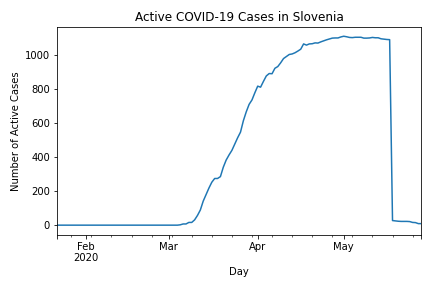 Active COVID-19 Cases in Slovenia
Number of Active Cases
1000
800
600
400
200
0
Feb
2020
Mar
Apr
May
Day